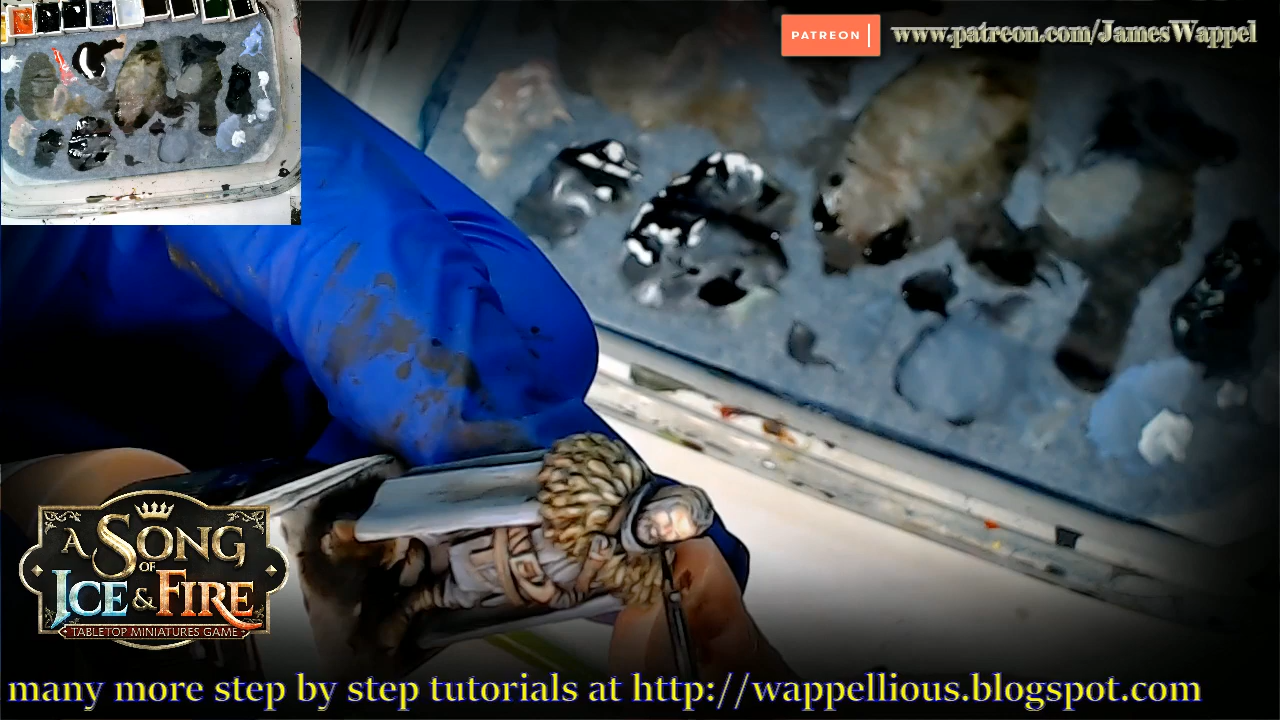 PATREON
www.patreon.com/JamesWappel
A SONG
OF
ICE & FIRE
TABLETOP MINIATURES GAME
many more step by step tutorials at http://wappellious.blogspot.com